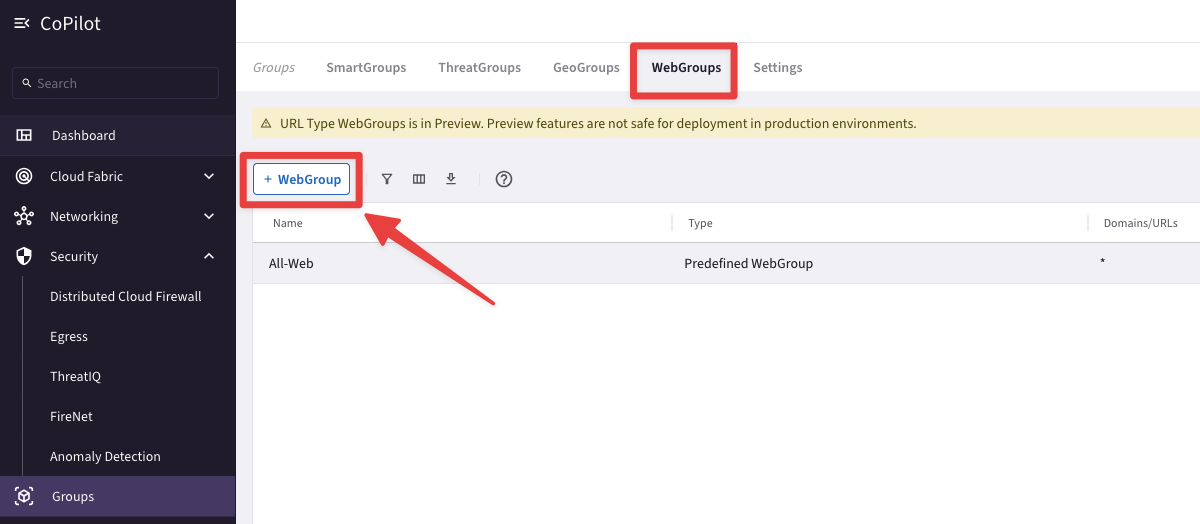 CoPilot
Search
Dashboard
Cloud Fabric
Networking
Security
Distributed Cloud Firewall
Egress
ThreatIQ
FireNet
Anomaly Detection
Groups
Groups SmartGroups ThreatGroups GeoGroups WebGroups Settings
URL Type WebGroups is in Preview. Preview features are not safe for deployment in production environments.
+ WebGroup
Name Type Domains/URLs
All-Web Predefined WebGroup *